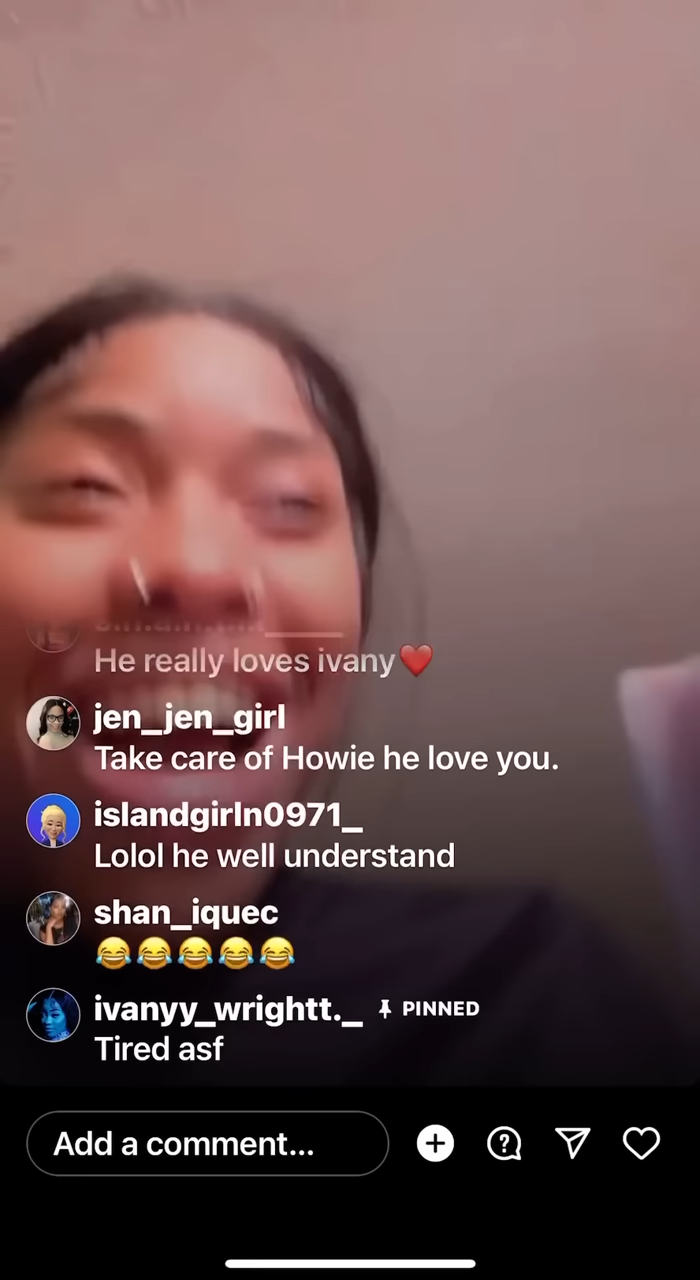 He really loves ivany❤️
jen_jen_girl
Take care of Howie he love you.
islandgirln0971_
Lolol he well understand
shan_iquec
😂😂😂😂😂
ivanyy_wrightt._ PINNED
Tired asf
Add a comment...